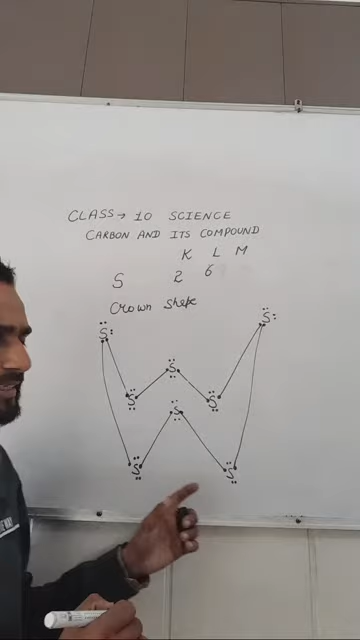 CLASS → 10 SCIENCE
CARBON AND ITS COMPOUND
K L M
S 2 6
Crown Shape
S S
S S S
S
S S